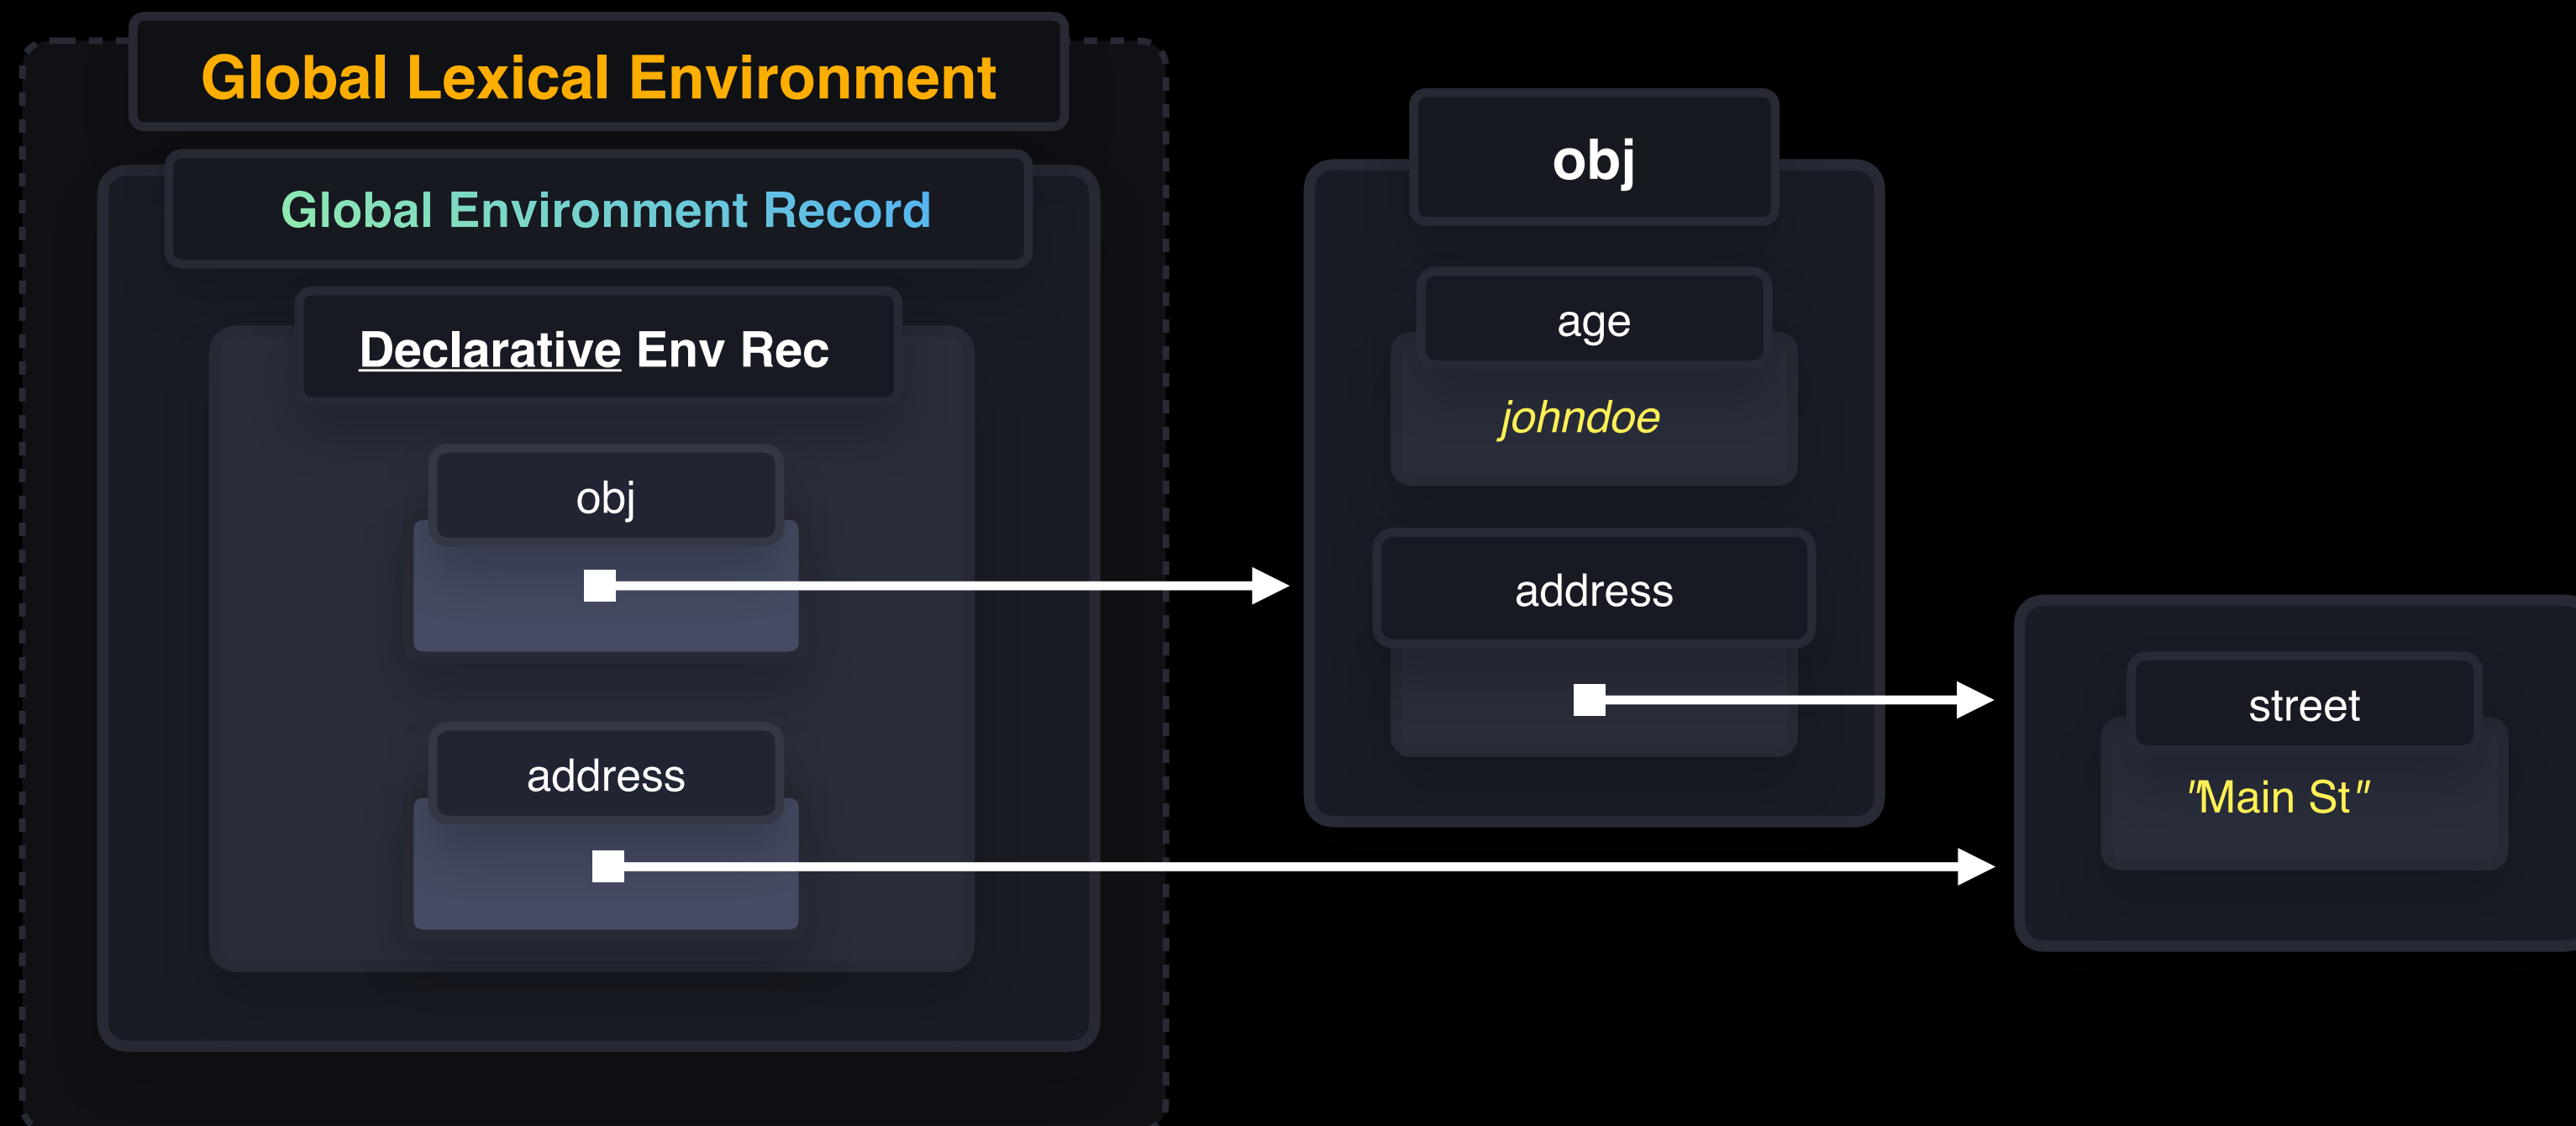 Global Lexical Environment
Global Environment Record
Declarative Env Rec
obj
address
obj
age
johndoe
address
street
"Main St"